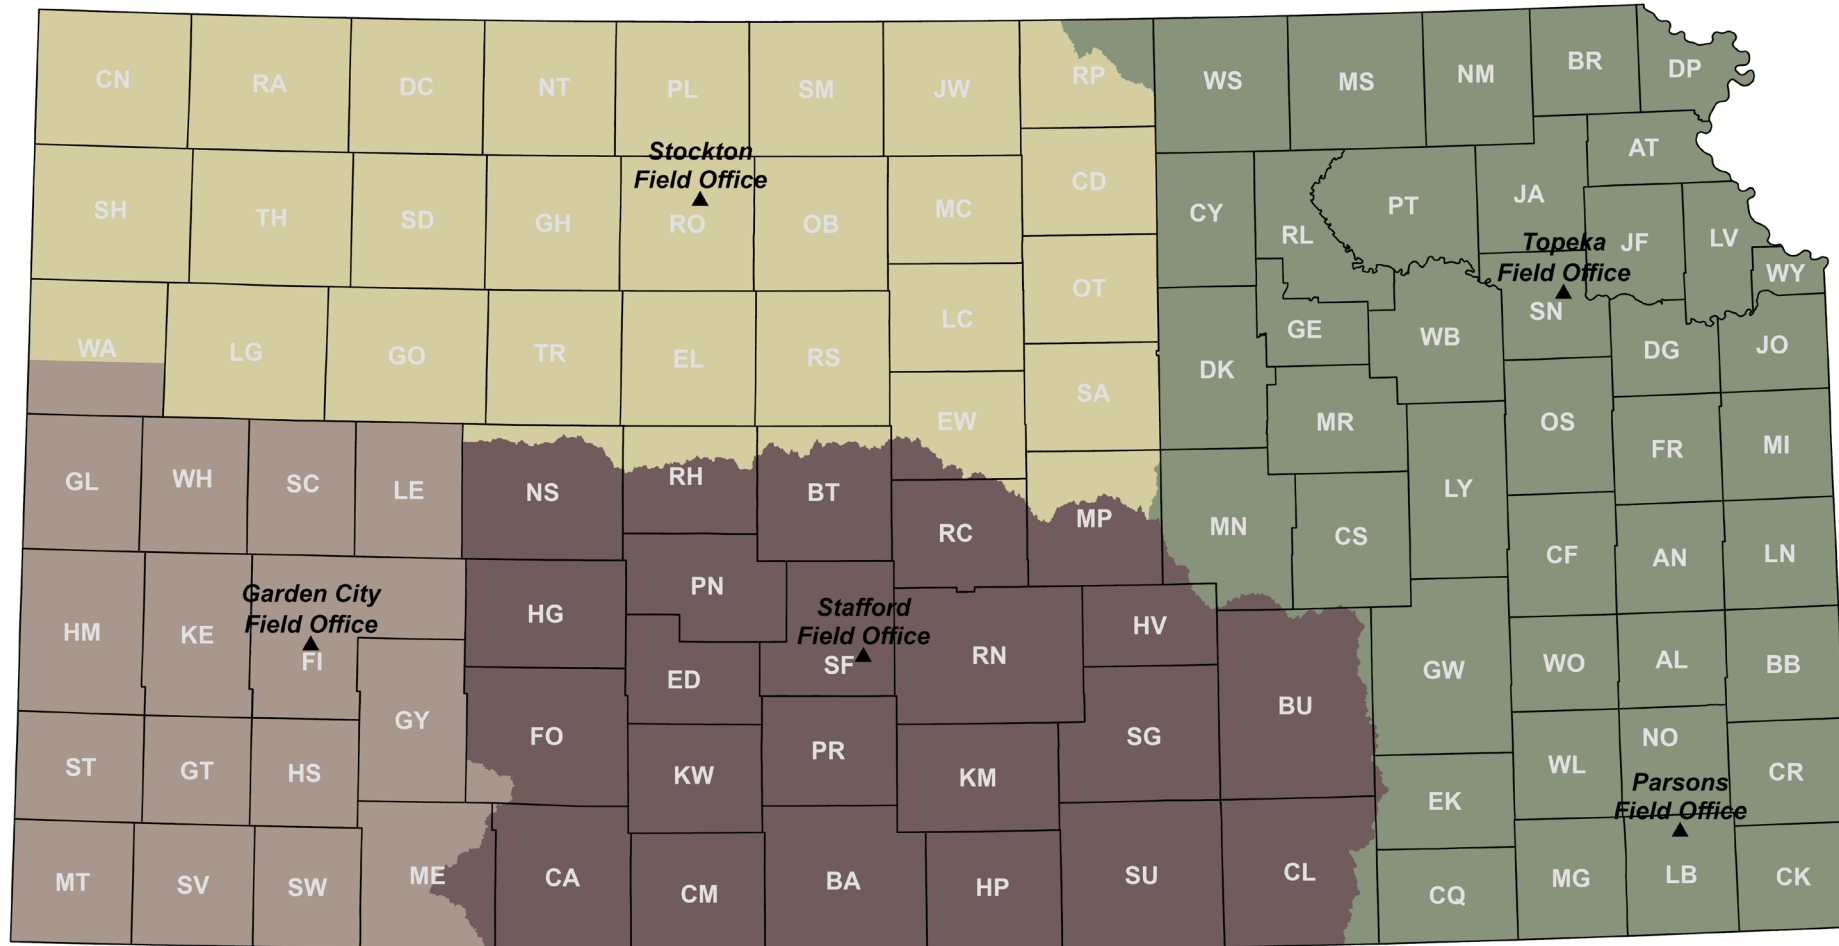 CN
RA
DC
NT
PL
SM
JW
RP
WS
MS
NM
BR
DP
Stockton
Field Office
SH
TH
SD
GH
RO
OB
MC
CD
CY
RL
PT
JA
AT
JF
LV
WY
Topeka
Field Office
WA
LG
GO
TR
EL
RS
LC
OT
DK
GE
WB
SN
DG
JO
EW
SA
MR
OS
FR
MI
GL
WH
SC
LE
NS
RH
BT
RC
MP
MN
CS
LY
CF
AN
LN
HM
KE
Garden City
Field Office
FI
HG
PN
Stafford
Field Office
SF
ED
RN
HV
BU
GW
WO
AL
BB
ST
GT
HS
GY
FO
KW
PR
KM
SG
EK
WL
NO
CR
Parsons
Field Office
MT
SV
SW
ME
CA
CM
BA
HP
SU
CL
CQ
MG
LB
CK